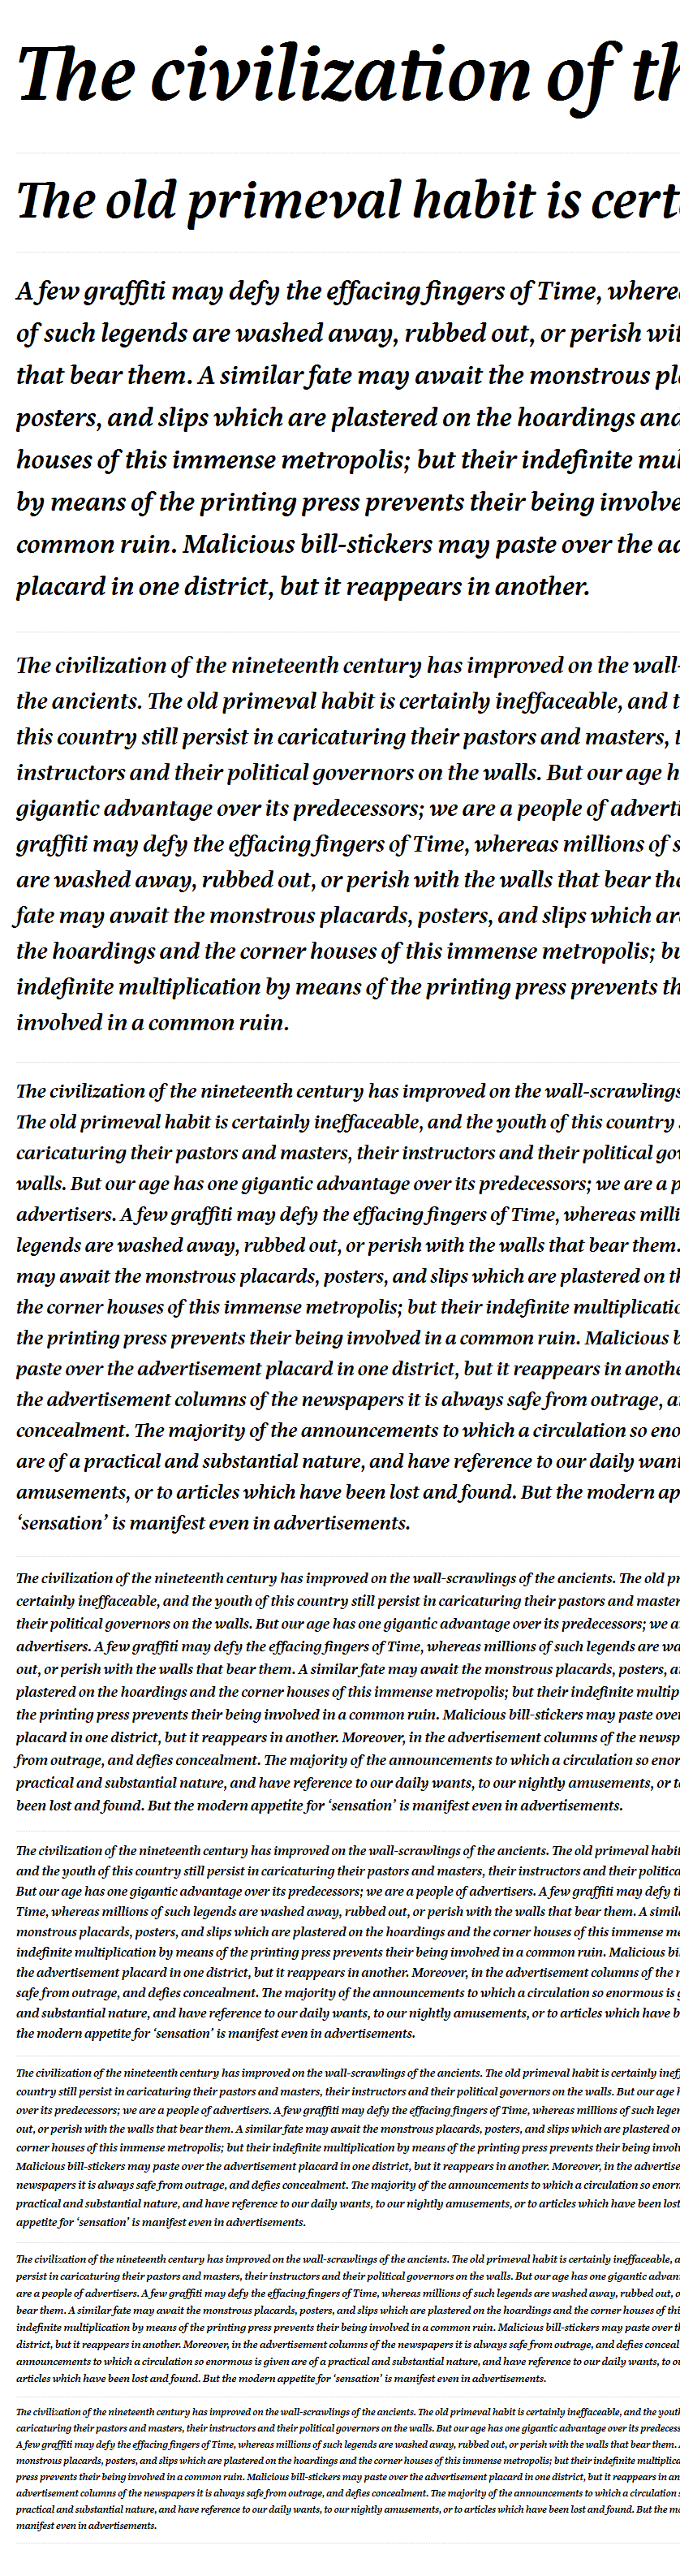 The civilization of th
The old primeval habit is cert
A few graffiti may defy the effacing fingers of Time, where
of such legends are washed away, rubbed out, or perish wit
that bear them. A similar fate may await the monstrous pl
posters, and slips which are plastered on the hoardings and
houses of this immense metropolis; but their indefinite mul
by means of the printing press prevents their being involve
common ruin. Malicious bill-stickers may paste over the ad
placard in one district, but it reappears in another.
The civilization of the nineteenth century has improved on the wall-
the ancients. The old primeval habit is certainly ineffaceable, and t
this country still persist in caricaturing their pastors and masters, t
instructors and their political governors on the walls. But our age h
gigantic advantage over its predecessors; we are a people of adverti
graffiti may defy the effacing fingers of Time, whereas millions of s
are washed away, rubbed out, or perish with the walls that bear the
fate may await the monstrous placards, posters, and slips which are
the hoardings and the corner houses of this immense metropolis; bu
indefinite multiplication by means of the printing press prevents th
involved in a common ruin.
The civilization of the nineteenth century has improved on the wall-scrawlings
The old primeval habit is certainly ineffaceable, and the youth of this country
caricaturing their pastors and masters, their instructors and their political gov
walls. But our age has one gigantic advantage over its predecessors; we are a p
advertisers. A few graffiti may defy the effacing fingers of Time, whereas milli
legends are washed away, rubbed out, or perish with the walls that bear them.
may await the monstrous placards, posters, and slips which are plastered on th
the corner houses of this immense metropolis; but their indefinite multiplicatio
the printing press prevents their being involved in a common ruin. Malicious b
paste over the advertisement placard in one district, but it reappears in anothe
the advertisement columns of the newspapers it is always safe from outrage, a
concealment. The majority of the announcements to which a circulation so eno
are of a practical and substantial nature, and have reference to our daily want
amusements, or to articles which have been lost and found. But the modern ap
‘sensation’ is manifest even in advertisements.
The civilization of the nineteenth century has improved on the wall-scrawlings of the ancients. The old pr
certainly ineffaceable, and the youth of this country still persist in caricaturing their pastors and master
their political governors on the walls. But our age has one gigantic advantage over its predecessors; we a
advertisers. A few graffiti may defy the effacing fingers of Time, whereas millions of such legends are wa
out, or perish with the walls that bear them. A similar fate may await the monstrous placards, posters, a
plastered on the hoardings and the corner houses of this immense metropolis; but their indefinite multip
the printing press prevents their being involved in a common ruin. Malicious bill-stickers may paste over
placard in one district, but it reappears in another. Moreover, in the advertisement columns of the newsp
from outrage, and defies concealment. The majority of the announcements to which a circulation so enor
practical and substantial nature, and have reference to our daily wants, to our nightly amusements, or t
been lost and found. But the modern appetite for ‘sensation’ is manifest even in advertisements.
The civilization of the nineteenth century has improved on the wall-scrawlings of the ancients. The old primeval habit
and the youth of this country still persist in caricaturing their pastors and masters, their instructors and their politica
But our age has one gigantic advantage over its predecessors; we are a people of advertisers. A few graffiti may defy th
Time, whereas millions of such legends are washed away, rubbed out, or perish with the walls that bear them. A simila
monstrous placards, posters, and slips which are plastered on the hoardings and the corner houses of this immense me
indefinite multiplication by means of the printing press prevents their being involved in a common ruin. Malicious bi
the advertisement placard in one district, but it reappears in another. Moreover, in the advertisement columns of the n
safe from outrage, and defies concealment. The majority of the announcements to which a circulation so enormous is g
and substantial nature, and have reference to our daily wants, to our nightly amusements, or to articles which have b
the modern appetite for ‘sensation’ is manifest even in advertisements.
The civilization of the nineteenth century has improved on the wall-scrawlings of the ancients. The old primeval habit is certainly ineff
country still persist in caricaturing their pastors and masters, their instructors and their political governors on the walls. But our age h
over its predecessors; we are a people of advertisers. A few graffiti may defy the effacing fingers of Time, whereas millions of such legen
out, or perish with the walls that bear them. A similar fate may await the monstrous placards, posters, and slips which are plastered on
corner houses of this immense metropolis; but their indefinite multiplication by means of the printing press prevents their being involv
Malicious bill-stickers may paste over the advertisement placard in one district, but it reappears in another. Moreover, in the advertise
newspapers it is always safe from outrage, and defies concealment. The majority of the announcements to which a circulation so enorm
practical and substantial nature, and have reference to our daily wants, to our nightly amusements, or to articles which have been lost
appetite for ‘sensation’ is manifest even in advertisements.
The civilization of the nineteenth century has improved on the wall-scrawlings of the ancients. The old primeval habit is certainly ineffaceable, a
persist in caricaturing their pastors and masters, their instructors and their political governors on the walls. But our age has one gigantic advan
are a people of advertisers. A few graffiti may defy the effacing fingers of Time, whereas millions of such legends are washed away, rubbed out, o
bear them. A similar fate may await the monstrous placards, posters, and slips which are plastered on the hoardings and the corner houses of thi
indefinite multiplication by means of the printing press prevents their being involved in a common ruin. Malicious bill-stickers may paste over th
district, but it reappears in another. Moreover, in the advertisement columns of the newspapers it is always safe from outrage, and defies conceal
announcements to which a circulation so enormous is given are of a practical and substantial nature, and have reference to our daily wants, to ou
articles which have been lost and found. But the modern appetite for ‘sensation’ is manifest even in advertisements.
The civilization of the nineteenth century has improved on the wall-scrawlings of the ancients. The old primeval habit is certainly ineffaceable, and the youth
caricaturing their pastors and masters, their instructors and their political governors on the walls. But our age has one gigantic advantage over its predecess
A few graffiti may defy the effacing fingers of Time, whereas millions of such legends are washed away, rubbed out, or perish with the walls that bear them. A
monstrous placards, posters, and slips which are plastered on the hoardings and the corner houses of this immense metropolis; but their indefinite multiplica
press prevents their being involved in a common ruin. Malicious bill-stickers may paste over the advertisement placard in one district, but it reappears in an
advertisement columns of the newspapers it is always safe from outrage, and defies concealment. The majority of the announcements to which a circulation s
practical and substantial nature, and have reference to our daily wants, to our nightly amusements, or to articles which have been lost and found. But the mo
manifest even in advertisements.